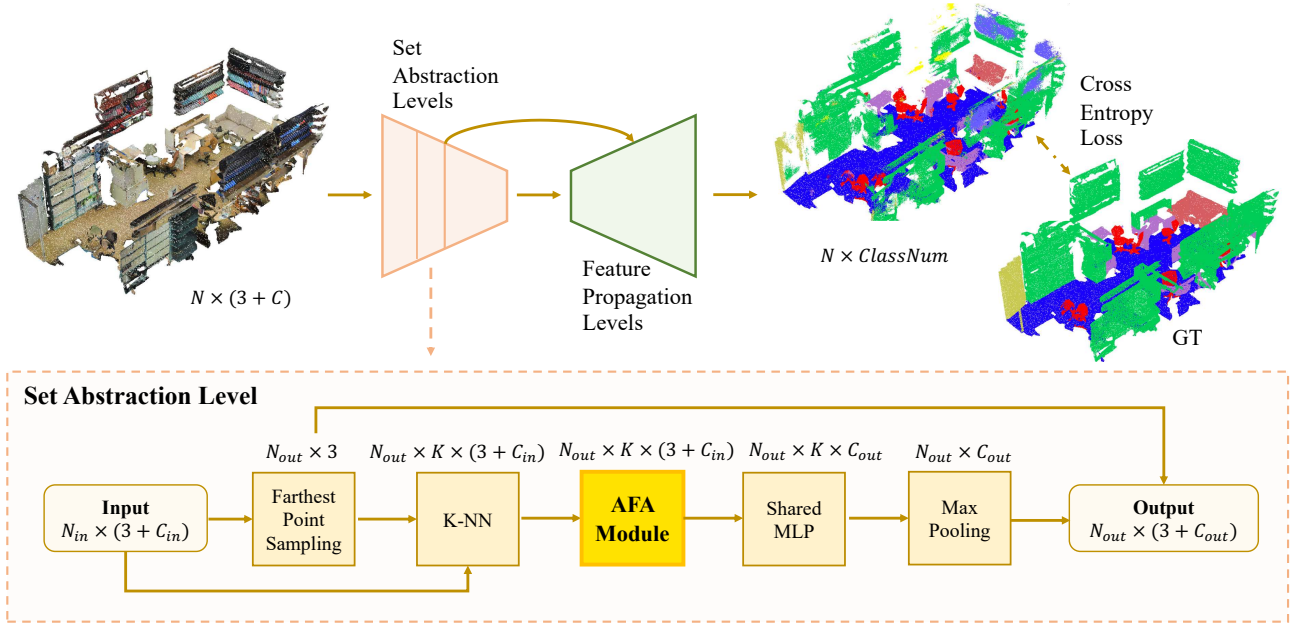 Set
Abstraction
Levels
Cross
Entropy
Loss
N × (3 + C)
Feature
Propagation
Levels
N × ClassNum
GT
Set Abstraction Level
N_out × 3
N_out × K × (3 + C_in)
N_out × K × (3 + C_in)
N_out × K × C_out
N_out × C_out
Input
N_in × (3 + C_in)
Farthest
Point
Sampling
K-NN
AFA
Module
Shared
MLP
Max
Pooling
Output
N_out × (3 + C_out)